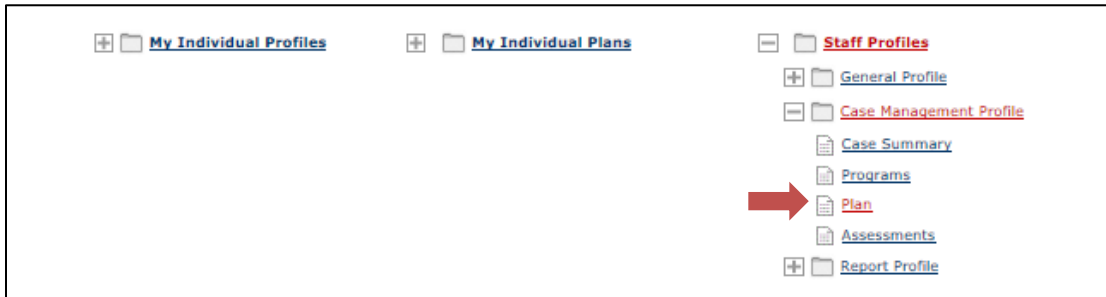 My Individual Profiles
My Individual Plans
Staff Profiles
General Profile
Case Management Profile
Case Summary
Programs
Plan
Assessments
Report Profile